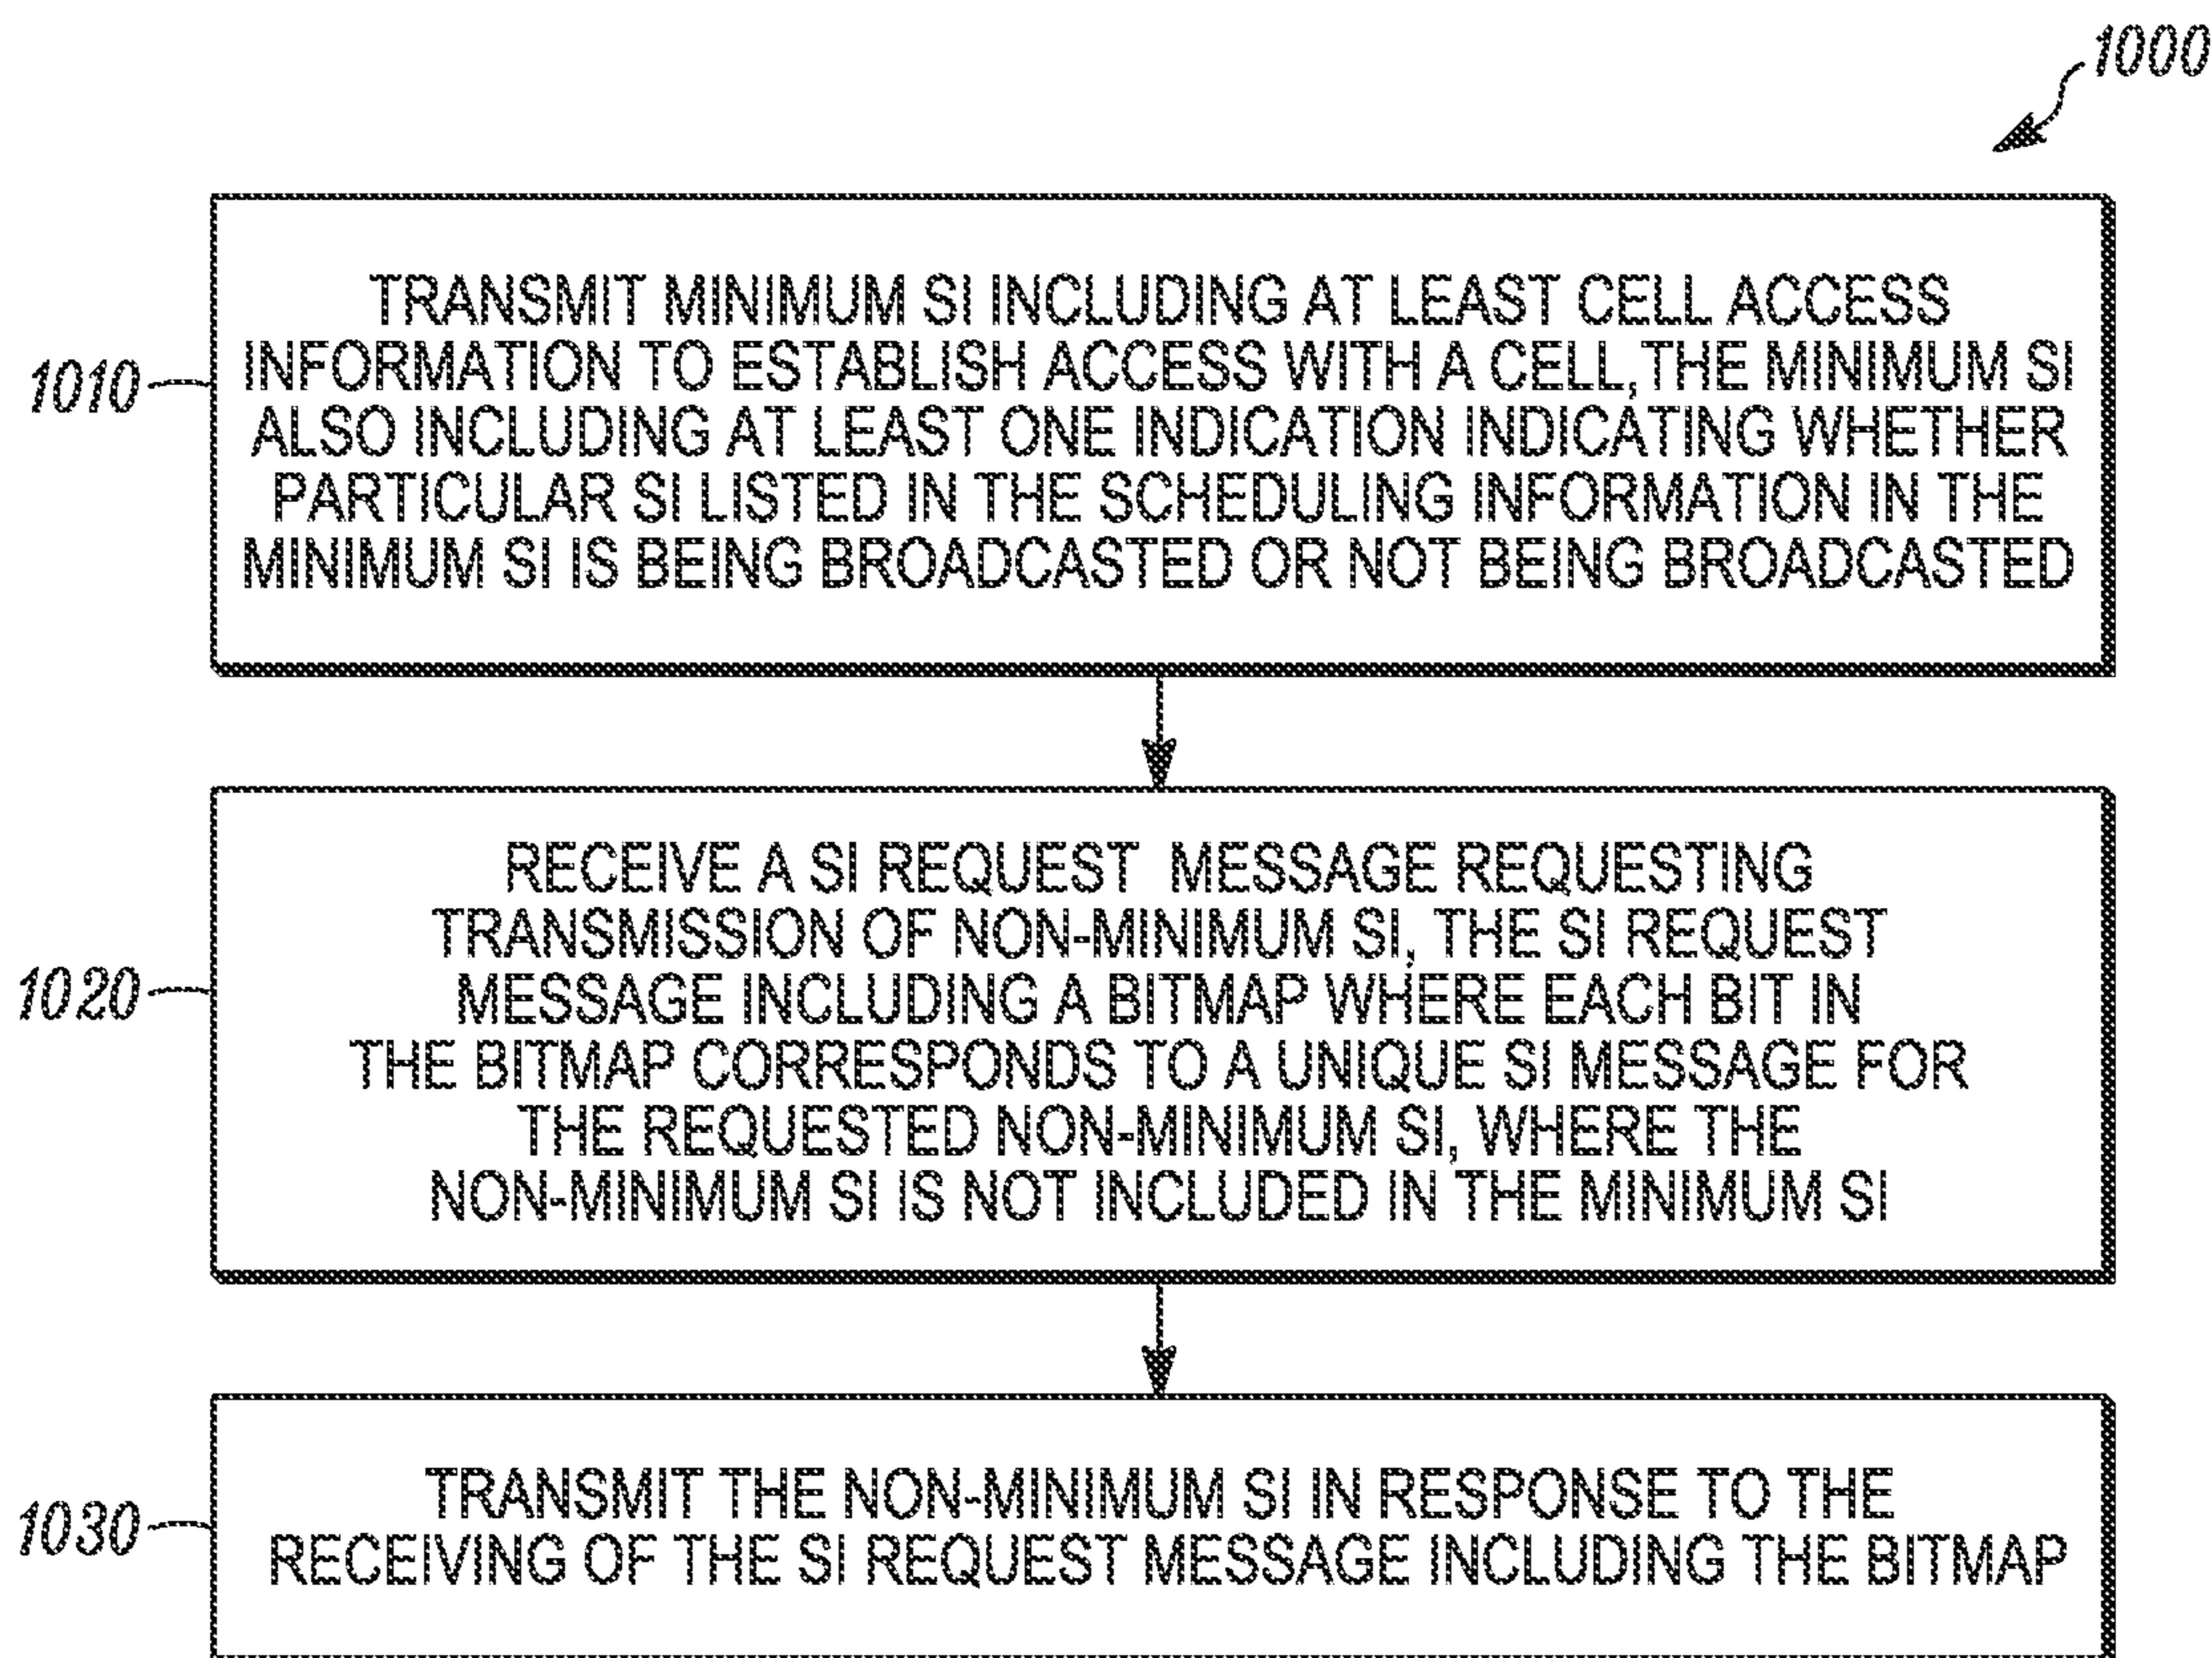 1000
1010
TRANSMIT MINIMUM SI INCLUDING AT LEAST CELL ACCESS
INFORMATION TO ESTABLISH ACCESS WITH A CELL, THE MINIMUM SI
ALSO INCLUDING AT LEAST ONE INDICATION INDICATING WHETHER
PARTICULAR SI LISTED IN THE SCHEDULING INFORMATION IN THE
MINIMUM SI IS BEING BROADCASTED OR NOT BEING BROADCASTED
1020
RECEIVE A SI REQUEST MESSAGE REQUESTING
TRANSMISSION OF NON-MINIMUM SI, THE SI REQUEST
MESSAGE INCLUDING A BITMAP WHERE EACH BIT IN
THE BITMAP CORRESPONDS TO A UNIQUE SI MESSAGE FOR
THE REQUESTED NON-MINIMUM SI, WHERE THE
NON-MINIMUM SI IS NOT INCLUDED IN THE MINIMUM SI
1030
TRANSMIT THE NON-MINIMUM SI IN RESPONSE TO THE
RECEIVING OF THE SI REQUEST MESSAGE INCLUDING THE BITMAP